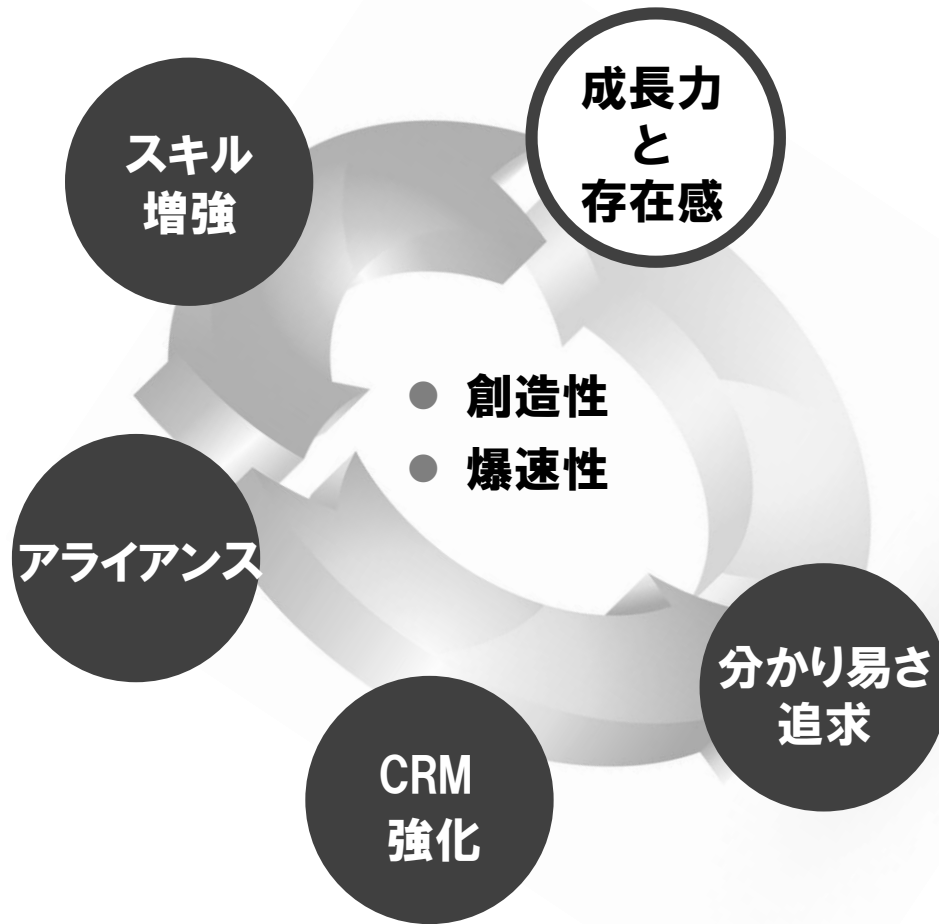 成長力
と
存在感
スキル
増強
● 創造性
● 爆速性
アライアンス
分かり易さ
追求
CRM
強化